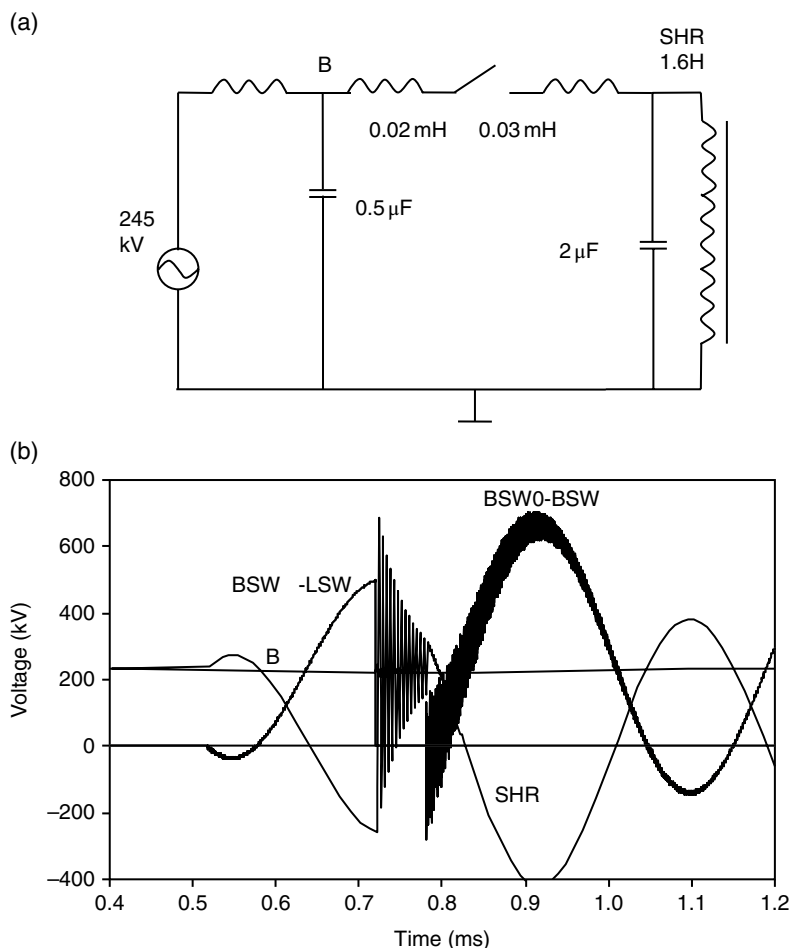 (a)
SHR
1.6H
B
0.02 mH
0.03 mH
245
kV
0.5 μF
2 μF
(b)
800
600
400
200
0
–200
–400
Voltage (kV)
BSW0-BSW
BSW -LSW
B
SHR
0.4 0.5 0.6 0.7 0.8 0.9 1.0 1.1 1.2
Time (ms)